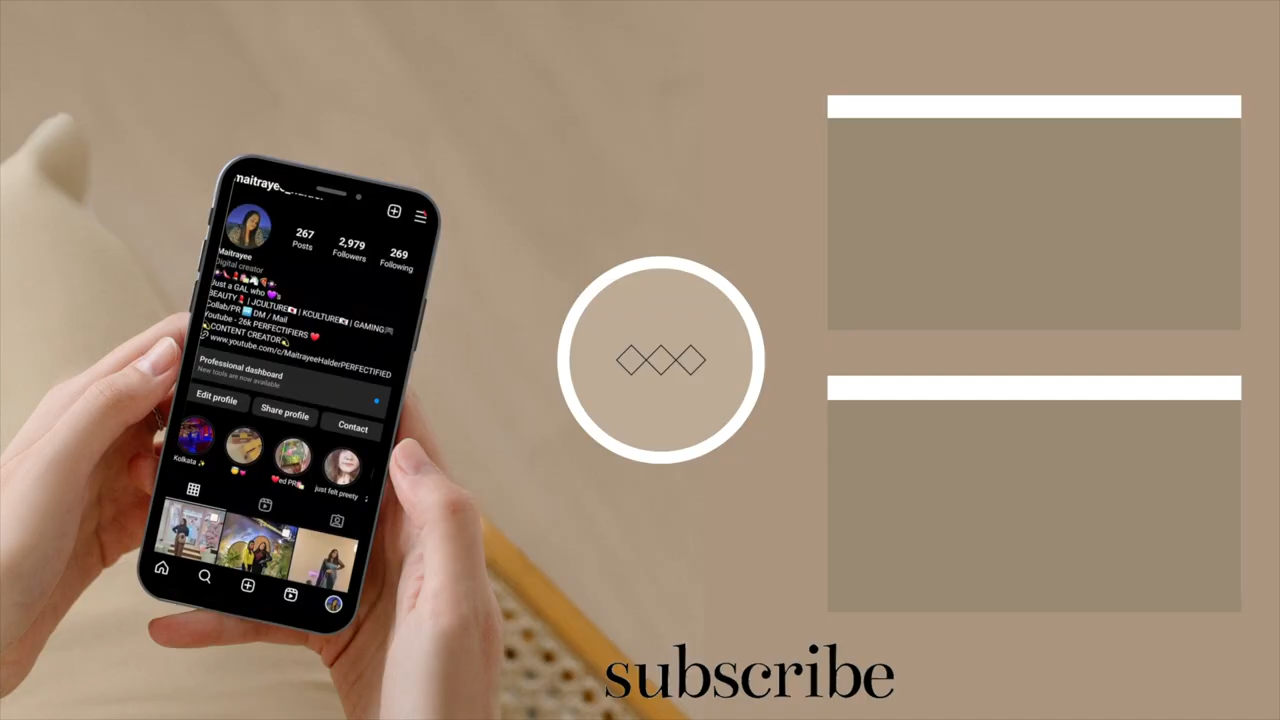 267
Posts
2,979
Followers
269
Following
Maitrayee
Digital creator
Just a GAL who 💜's
BEAUTY💄 | JCULTURE🇯🇵 | KCULTURE🇰🇷 | GAMING🎮
Collab/PR 📩 DM / Mail
Youtube - 26k PERFECTIFIERS ❤️
💫CONTENT CREATOR💫
www.youtube.com/c/MaitrayeeHalderPERFECTIFIED
Professional dashboard
New tools are now available
Edit profile
Share profile
Contact
Kolkata ✨
just felt preety
subscribe